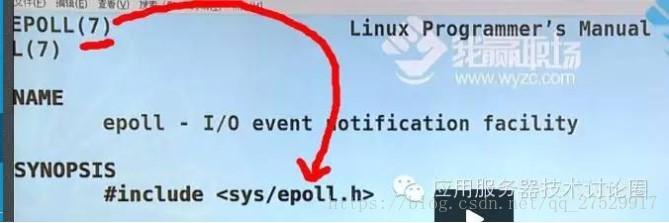 EPOLL(7) Linux Programmer's Manual
L(7)
我赢职场
www.wyzc.com
NAME
epoll - I/O event notification facility
SYNOPSIS
#include <sys/epoll.h>
应用服务器技术讨论圈
https://blog.csdn.net/qq_27529917